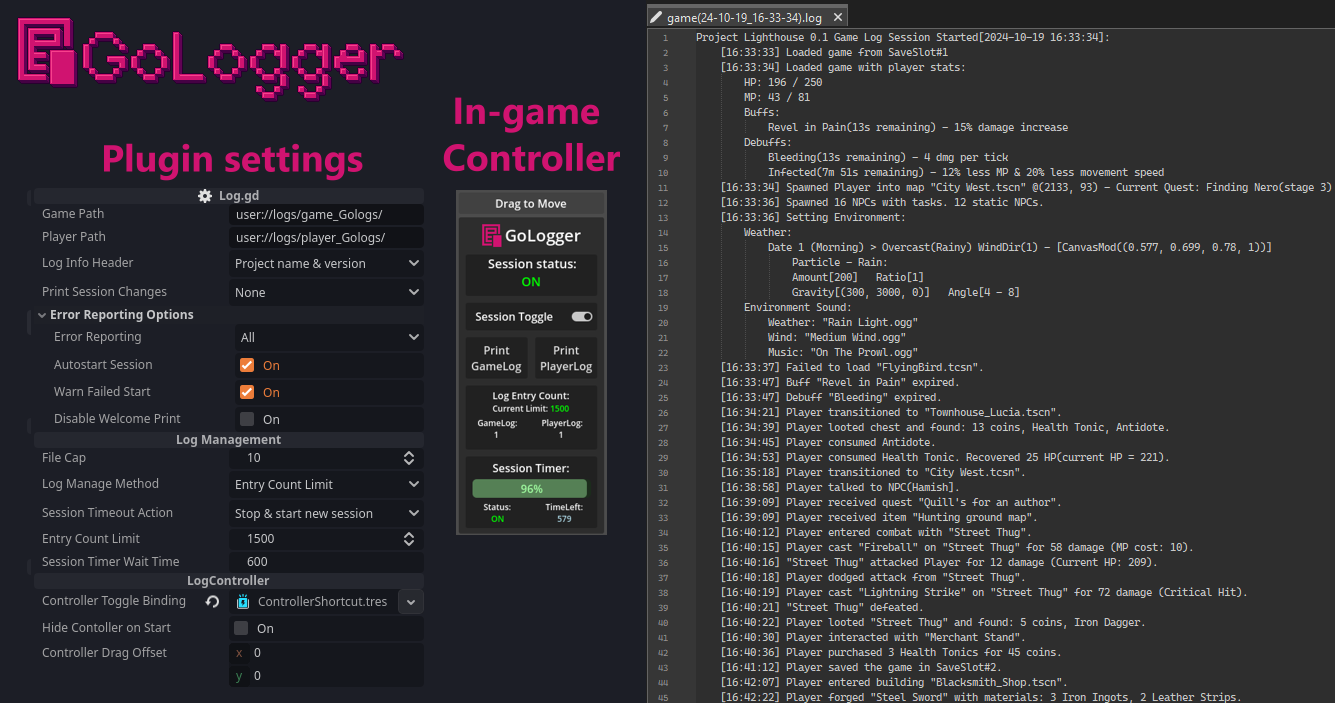 GoLogger
Plugin settings
Log.gd
Game Path user://logs/game_Gologs/
Player Path user://logs/player_Gologs/
Log Info Header Project name & version
Print Session Changes None
Error Reporting Options
Error Reporting All
Autostart Session On
Warn Failed Start On
Disable Welcome Print On
Log Management
File Cap 10
Log Manage Method Entry Count Limit
Session Timeout Action Stop & start new session
Entry Count Limit 1500
Session Timer Wait Time 600
LogController
Controller Toggle Binding ControllerShortcut.tres
Hide Contoller on Start On
Controller Drag Offset x 0
y 0
In-game
Controller
Drag to Move
GoLogger
Session status:
ON
Session Toggle
Print GameLog
Print PlayerLog
Log Entry Count:
Current Limit: 1500
GameLog: PlayerLog:
1 1
Session Timer:
96%
Status: TimeLeft:
ON 579
game(24-10-19_16-33-34).log
1 Project Lighthouse 0.1 Game Log Session Started[2024-10-19 16:33:34]:
2 [16:33:33] Loaded game from SaveSlot#1
3 [16:33:34] Loaded game with player stats:
4 HP: 196 / 250
5 MP: 43 / 81
6 Buffs:
7 Revel in Pain(13s remaining) - 15% damage increase
8 Debuffs:
9 Bleeding(13s remaining) - 4 dmg per tick
10 Infected(7m 51s remaining) - 12% less MP & 20% less movement speed
11 [16:33:34] Spawned Player into map "City West.tscn" @(2133, 93) - Current Quest: Finding Nero(stage 3)
12 [16:33:36] Spawned 16 NPCs with tasks. 12 static NPCs.
13 [16:33:36] Setting Environment:
14 Weather:
15 Date 1 (Morning) > Overcast(Rainy) WindDir(1) - [CanvasMod((0.577, 0.699, 0.78, 1))]
16 Particle - Rain:
17 Amount[200] Ratio[1]
18 Gravity[(300, 3000, 0)] Angle[4 - 8]
19 Environment Sound:
20 Weather: "Rain Light.ogg"
21 Wind: "Medium Wind.ogg"
22 Music: "On The Prowl.ogg"
23 [16:33:37] Failed to load "FlyingBird.tcsn".
24 [16:33:47] Buff "Revel in Pain" expired.
25 [16:33:47] Debuff "Bleeding" expired.
26 [16:34:21] Player transitioned to "Townhouse_Lucia.tscn".
27 [16:34:39] Player looted chest and found: 13 coins, Health Tonic, Antidote.
28 [16:34:45] Player consumed Antidote.
29 [16:34:53] Player consumed Health Tonic. Recovered 25 HP(current HP = 221).
30 [16:35:18] Player transitioned to "City West.tcsn".
31 [16:38:58] Player talked to NPC(Hamish].
32 [16:39:09] Player received quest "Quill's for an author".
33 [16:39:09] Player received item "Hunting ground map".
34 [16:40:12] Player entered combat with "Street Thug".
35 [16:40:15] Player cast "Fireball" on "Street Thug" for 58 damage (MP cost: 10).
36 [16:40:16] "Street Thug" attacked Player for 12 damage (Current HP: 209).
37 [16:40:18] Player dodged attack from "Street Thug".
38 [16:40:19] Player cast "Lightning Strike" on "Street Thug" for 72 damage (Critical Hit).
39 [16:40:21] "Street Thug" defeated.
40 [16:40:22] Player looted "Street Thug" and found: 5 coins, Iron Dagger.
41 [16:40:30] Player interacted with "Merchant Stand".
42 [16:40:36] Player purchased 3 Health Tonics for 45 coins.
43 [16:41:12] Player saved the game in SaveSlot#2.
44 [16:42:07] Player entered building "Blacksmith_Shop.tscn".
45 [16:42:22] Player forged "Steel Sword" with materials: 3 Iron Ingots, 2 Leather Strips.